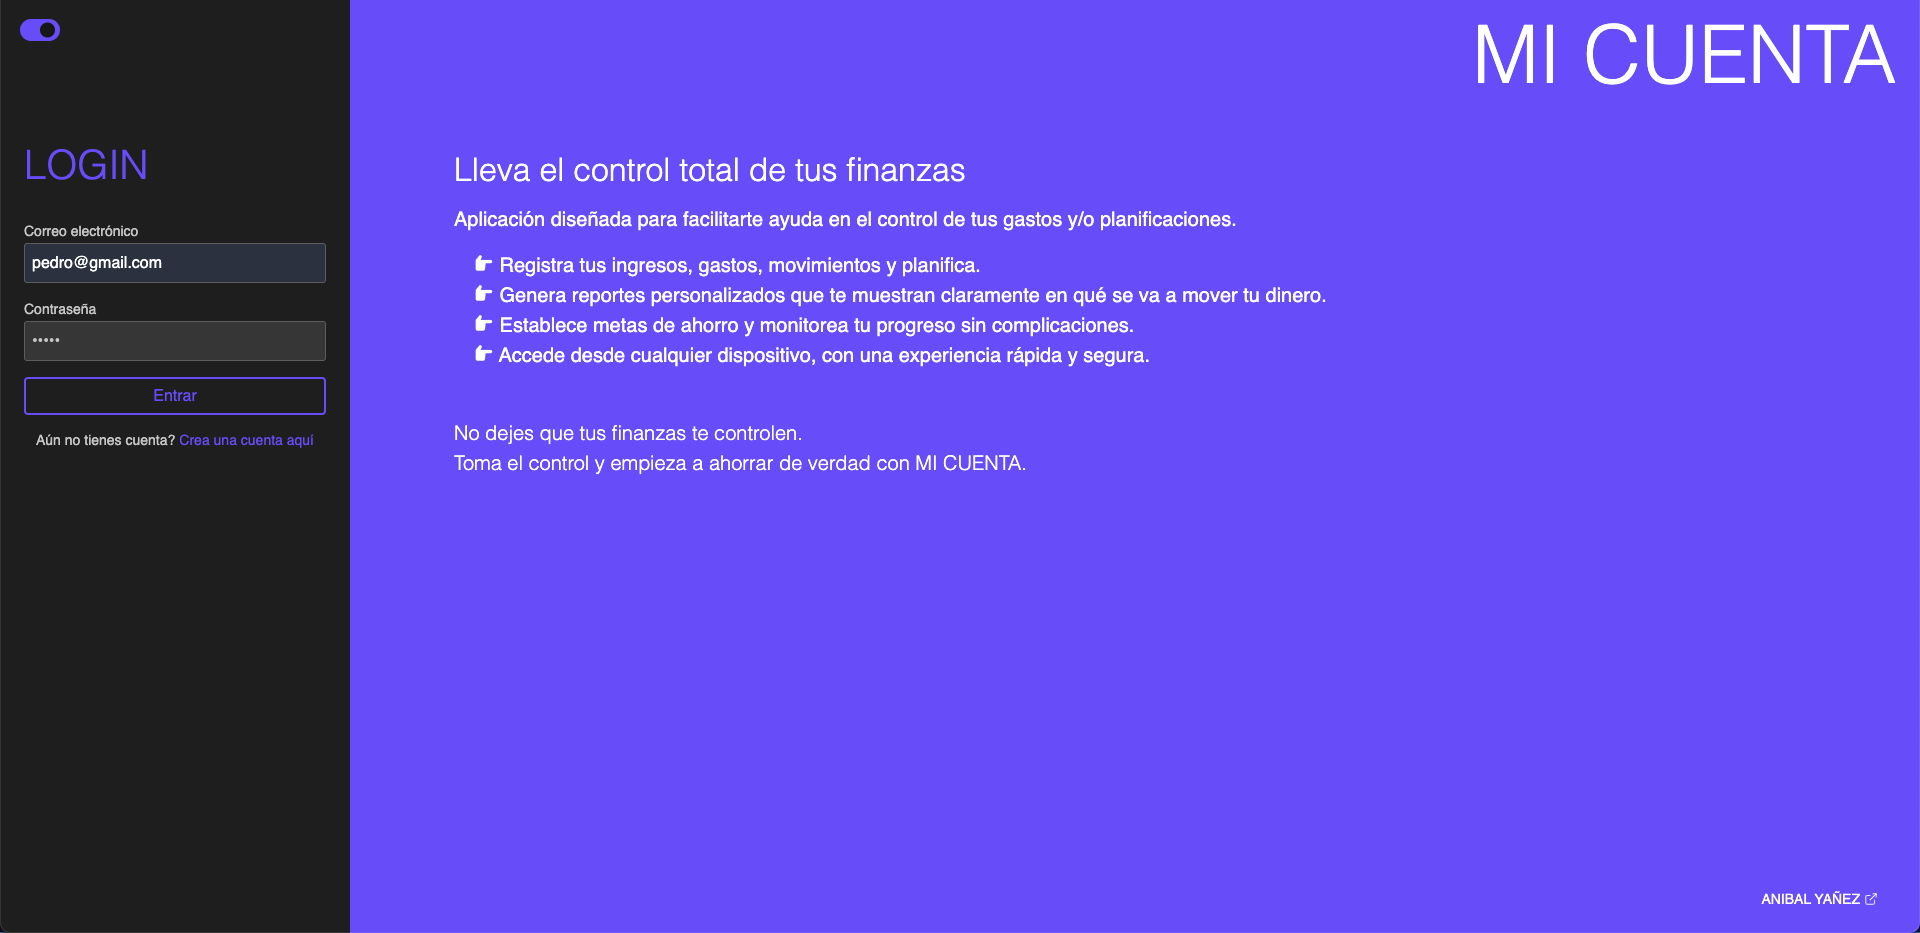 MI CUENTA
LOGIN
Correo electrónico
pedro@gmail.com
Contraseña
•••••
Entrar
Aún no tienes cuenta? Crea una cuenta aquí
Lleva el control total de tus finanzas
Aplicación diseñada para facilitarte ayuda en el control de tus gastos y/o planificaciones.
Registra tus ingresos, gastos, movimientos y planifica.
Genera reportes personalizados que te muestran claramente en qué se va a mover tu dinero.
Establece metas de ahorro y monitorea tu progreso sin complicaciones.
Accede desde cualquier dispositivo, con una experiencia rápida y segura.
No dejes que tus finanzas te controlen.
Toma el control y empieza a ahorrar de verdad con MI CUENTA.
ANIBAL YAÑEZ